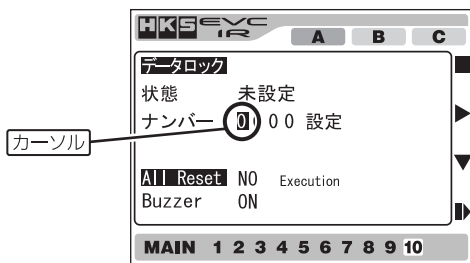 HKS EVC IR
A B C
データロック
状態 未設定
ナンバー 0 0 0 設定
カーソル
All Reset NO Execution
Buzzer ON
MAIN 1 2 3 4 5 6 7 8 9 10